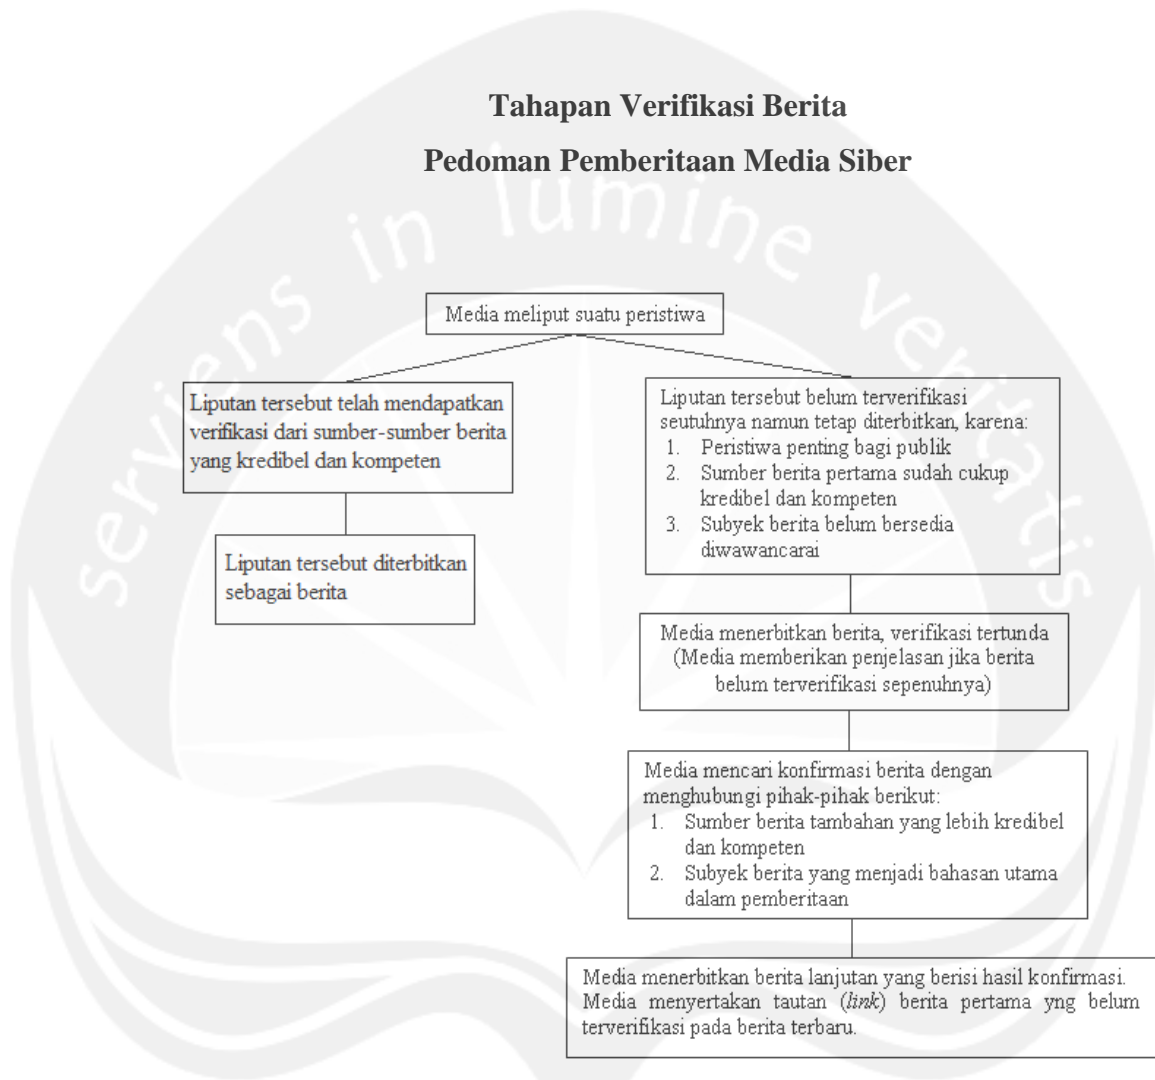 Tahapan Verifikasi Berita
Pedoman Pemberitaan Media Siber
serviens in lumine veritatis
Media meliput suatu peristiwa
Liputan tersebut telah mendapatkan
verifikasi dari sumber-sumber berita
yang kredibel dan kompeten
Liputan tersebut diterbitkan
sebagai berita
Liputan tersebut belum terverifikasi
seutuhnya namun tetap diterbitkan, karena:
1. Peristiwa penting bagi publik
2. Sumber berita pertama sudah cukup
kredibel dan kompeten
3. Subyek berita belum bersedia
diwawancarai
Media menerbitkan berita, verifikasi tertunda
(Media memberikan penjelasan jika berita
belum terverifikasi sepenuhnya)
Media mencari konfirmasi berita dengan
menghubungi pihak-pihak berikut:
1. Sumber berita tambahan yang lebih kredibel
dan kompeten
2. Subyek berita yang menjadi bahasan utama
dalam pemberitaan
Media menerbitkan berita lanjutan yang berisi hasil konfirmasi.
Media menyertakan tautan (link) berita pertama yng belum
terverifikasi pada berita terbaru.